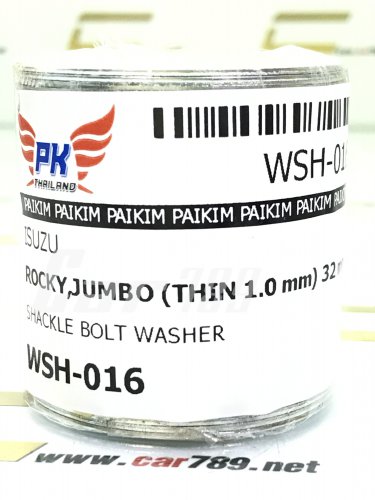 WSH-01
PK
THAILAND
PAIKIM PAIKIM PAIKIM PAIKIM PAIKIM PAIKIM PAIKIM
ISUZU
ROCKY,JUMBO (THIN 1.0 mm) 32
SHACKLE BOLT WASHER
WSH-016
www.car789.net